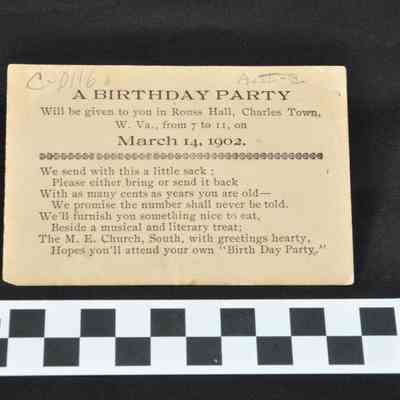 C-D116
A BIRTHDAY PARTY
Will be given to you in Rouss Hall, Charles Town,
W. Va., from 7 to 11, on
March 14, 1902.
We send with this a little sack ;
Please either bring or send it back
With as many cents as years you are old—
We promise the number shall never be told.
We'll furnish you something nice to eat,
Beside a musical and literary treat;
The M. E. Church, South, with greetings hearty,
Hopes you'll attend your own "Birth Day Party."